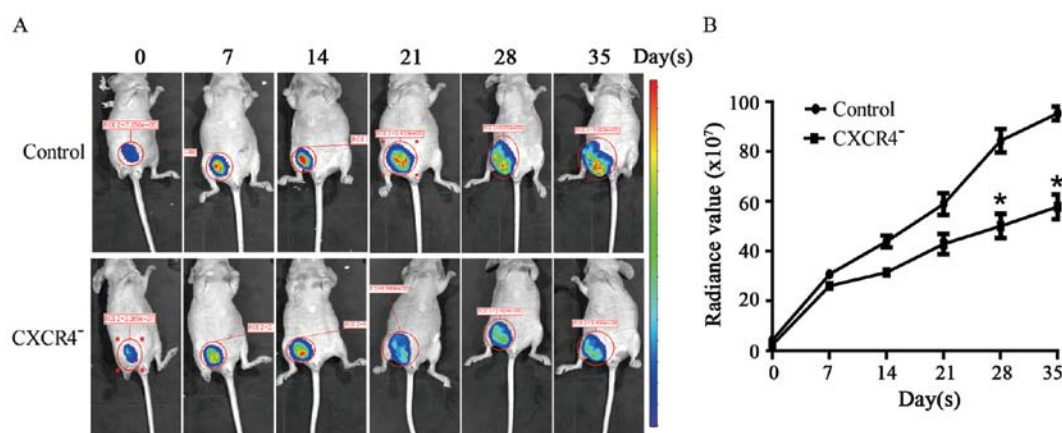 A
0 7 14 21 28 35 Day(s)
Control
CXCR4⁻
B
Radiance value (x10⁷)
100
80
60
40
20
0
Control
CXCR4⁻
*
*
0 7 14 21 28 35
Day(s)